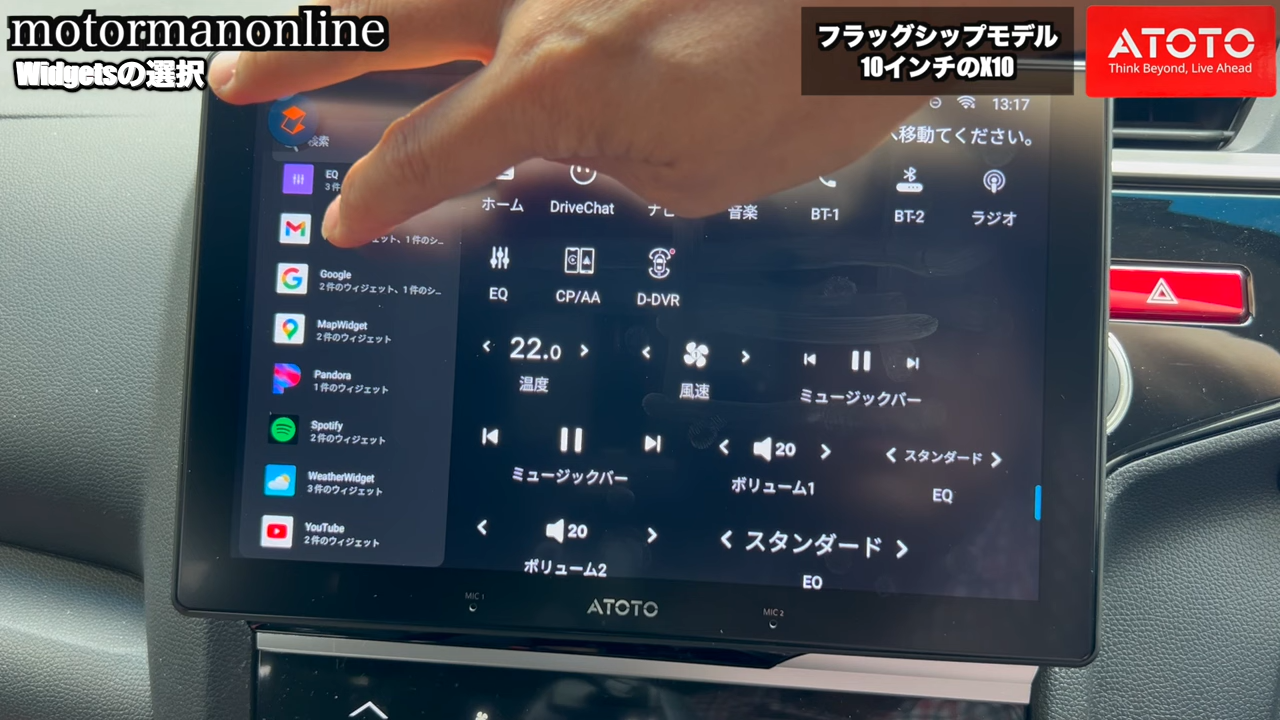 motormanonline
Widgetsの選択
フラッグシップモデル
10インチのX10
ATOTO
Think Beyond, Live Ahead
13:17
へ移動てください。
検索
EQ
ホーム
DriveChat
ナビ
音楽
BT-1
BT-2
ラジオ
ェット、1件のシ...
Google
2件のウィジェット、1件のシ...
MapWidget
2件のウィジェット
Pandora
1件のウィジェット
Spotify
2件のウィジェット
WeatherWidget
3件のウィジェット
YouTube
2件のウィジェット
EQ
CP/AA
D-DVR
22.0
温度
風速
ミュージックバー
ミュージックバー
20
ボリューム1
スタンダード
EQ
20
ボリューム2
スタンダード
EQ
MIC 1
ATOTO
MIC 2